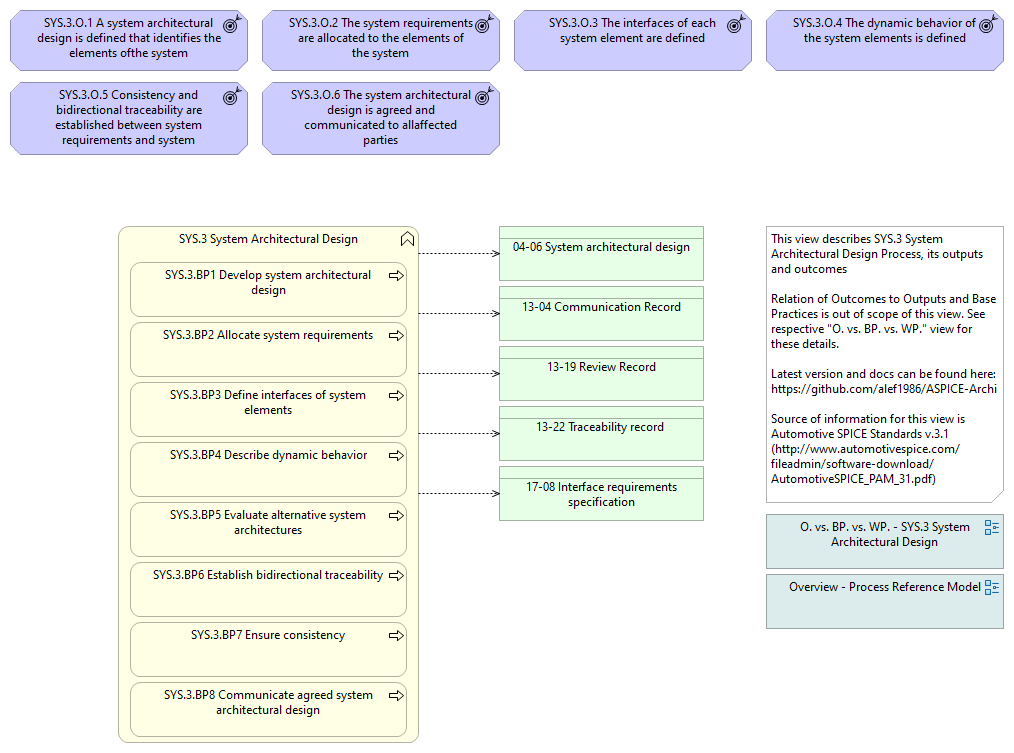 SYS.3.O.1 A system architectural
design is defined that identifies the
elements ofthe system
SYS.3.O.2 The system requirements
are allocated to the elements of
the system
SYS.3.O.3 The interfaces of each
system element are defined
SYS.3.O.4 The dynamic behavior of
the system elements is defined
SYS.3.O.5 Consistency and
bidirectional traceability are
established between system
requirements and system
SYS.3.O.6 The system architectural
design is agreed and
communicated to allaffected
parties
SYS.3 System Architectural Design
SYS.3.BP1 Develop system architectural
design
SYS.3.BP2 Allocate system requirements
SYS.3.BP3 Define interfaces of system
elements
SYS.3.BP4 Describe dynamic behavior
SYS.3.BP5 Evaluate alternative system
architectures
SYS.3.BP6 Establish bidirectional traceability
SYS.3.BP7 Ensure consistency
SYS.3.BP8 Communicate agreed system
architectural design
04-06 System architectural design
13-04 Communication Record
13-19 Review Record
13-22 Traceability record
17-08 Interface requirements
specification
This view describes SYS.3 System
Architectural Design Process, its outputs
and outcomes
Relation of Outcomes to Outputs and Base
Practices is out of scope of this view. See
respective "O. vs. BP. vs. WP." view for
these details.
Latest version and docs can be found here:
https://github.com/alef1986/ASPICE-Archi
Source of information for this view is
Automotive SPICE Standards v.3.1
(http://www.automotivespice.com/
fileadmin/software-download/
AutomotiveSPICE_PAM_31.pdf)
O. vs. BP. vs. WP. - SYS.3 System
Architectural Design
Overview - Process Reference Model